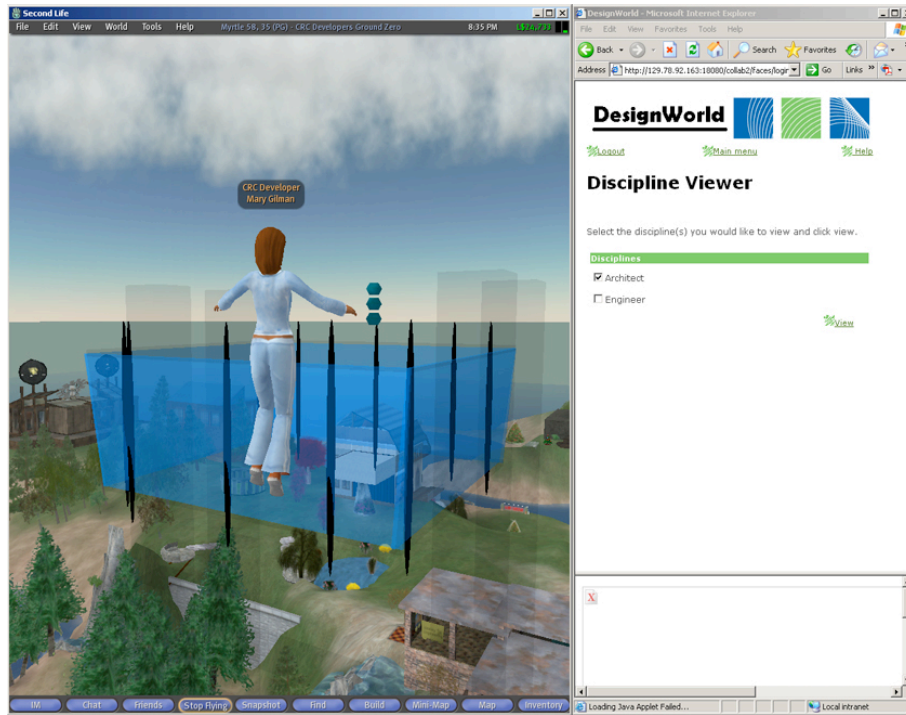 Second Life
File Edit View World Tools Help Myrtle 58, 35 (PG) - CRC Developers Ground Zero 8:35 PM
CRC Developer
Mary Gilman
IM Chat Friends Stop Flying Snapshot Find Build Mini-Map Map Inventory
DesignWorld - Microsoft Internet Explorer
File Edit View Favorites Tools Help
Back Search Favorites
Address http://129.78.92.163:18080/collab2/faces/login Go Links »
DesignWorld
Logout Main menu Help
Discipline Viewer
Select the discipline(s) you would like to view and click view.
Disciplines
Architect
Engineer
View
Loading Java Applet Failed... Local intranet